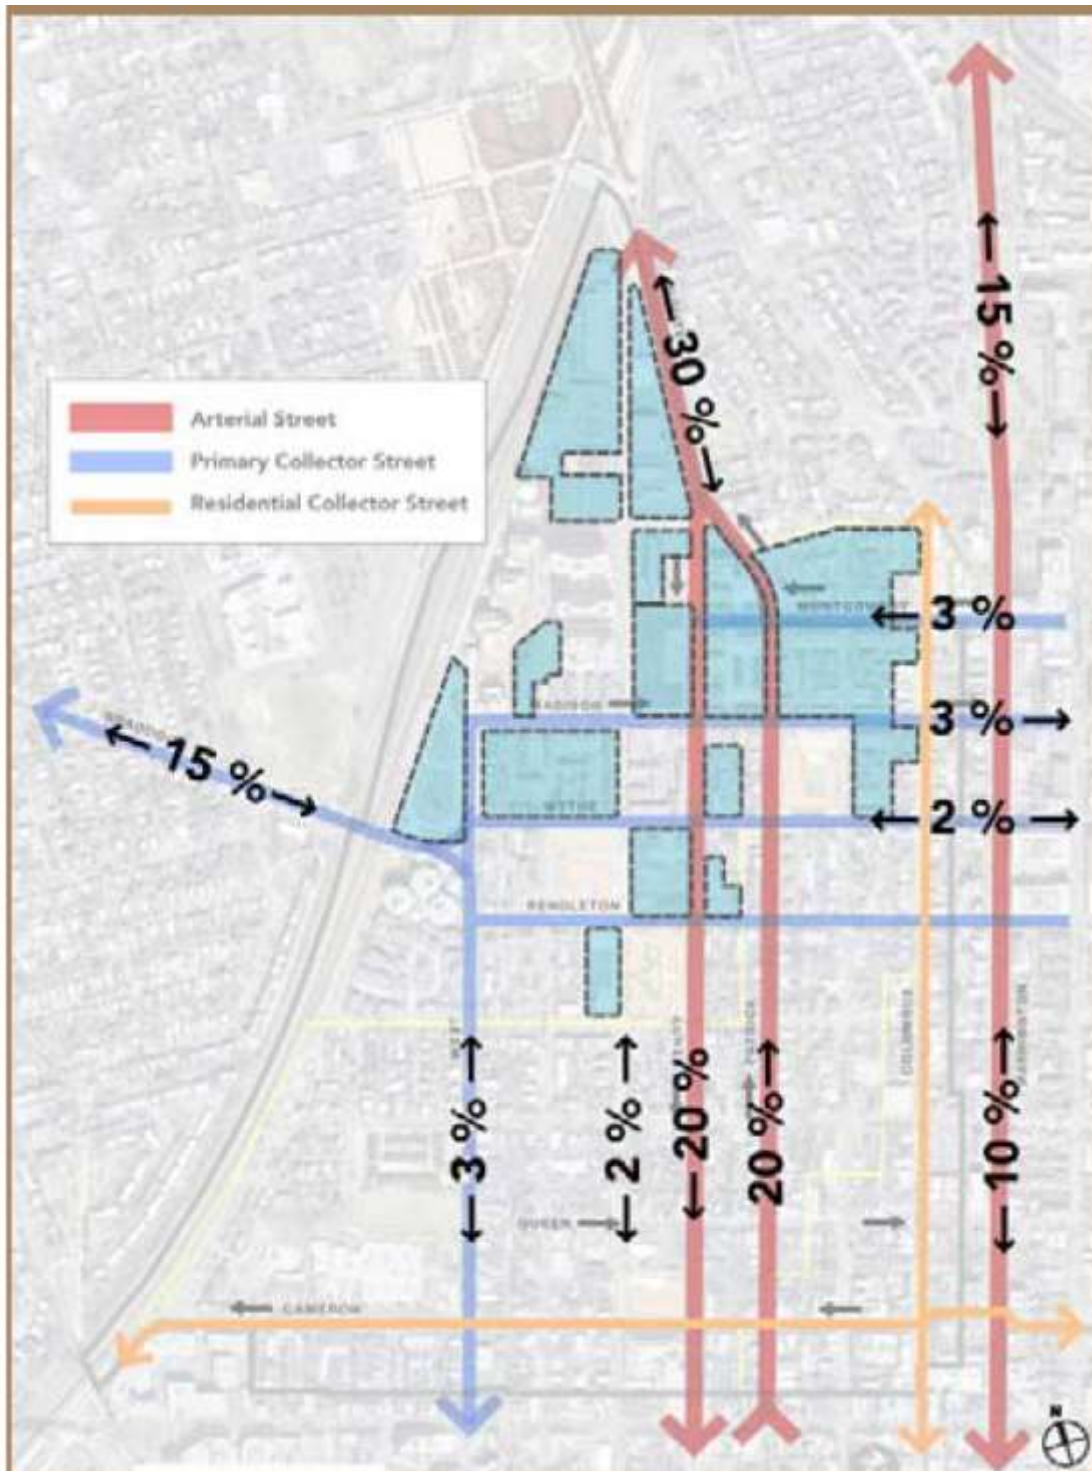 ← 15 % →
← 30 % →
Arterial Street
Primary Collector Street
Residential Collector Street
MONTGOMERY
← 3 %
MADISON
3 % →
← 15 % →
WYTHE
← 2 % →
PENDLETON
COLUMBUS
WEST
PATRICK
WASHINGTON
← 3 % →
← 2 % →
← 20 %
20 % →
← 10 % →
QUEEN
CAMERON
N